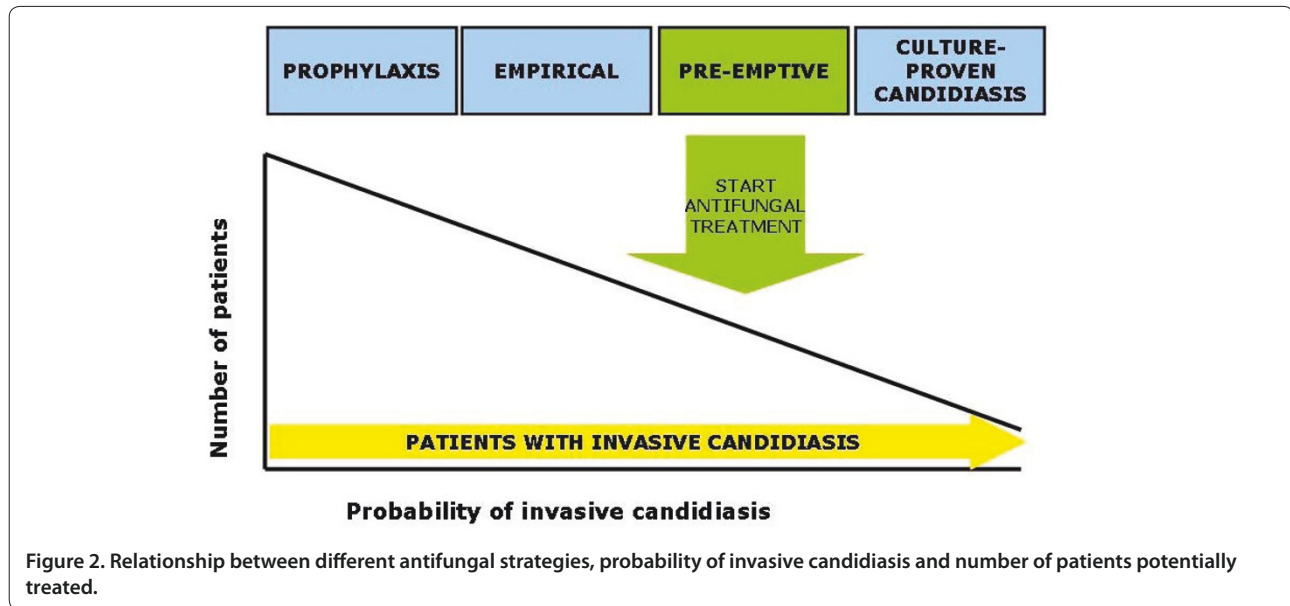 PROPHYLAXIS
EMPIRICAL
PRE-EMPTIVE
CULTURE-
PROVEN
CANDIDIASIS
START
ANTIFUNGAL
TREATMENT
Number of patients
PATIENTS WITH INVASIVE CANDIDIASIS
Probability of invasive candidiasis
Figure 2. Relationship between different antifungal strategies, probability of invasive candidiasis and number of patients potentially
treated.